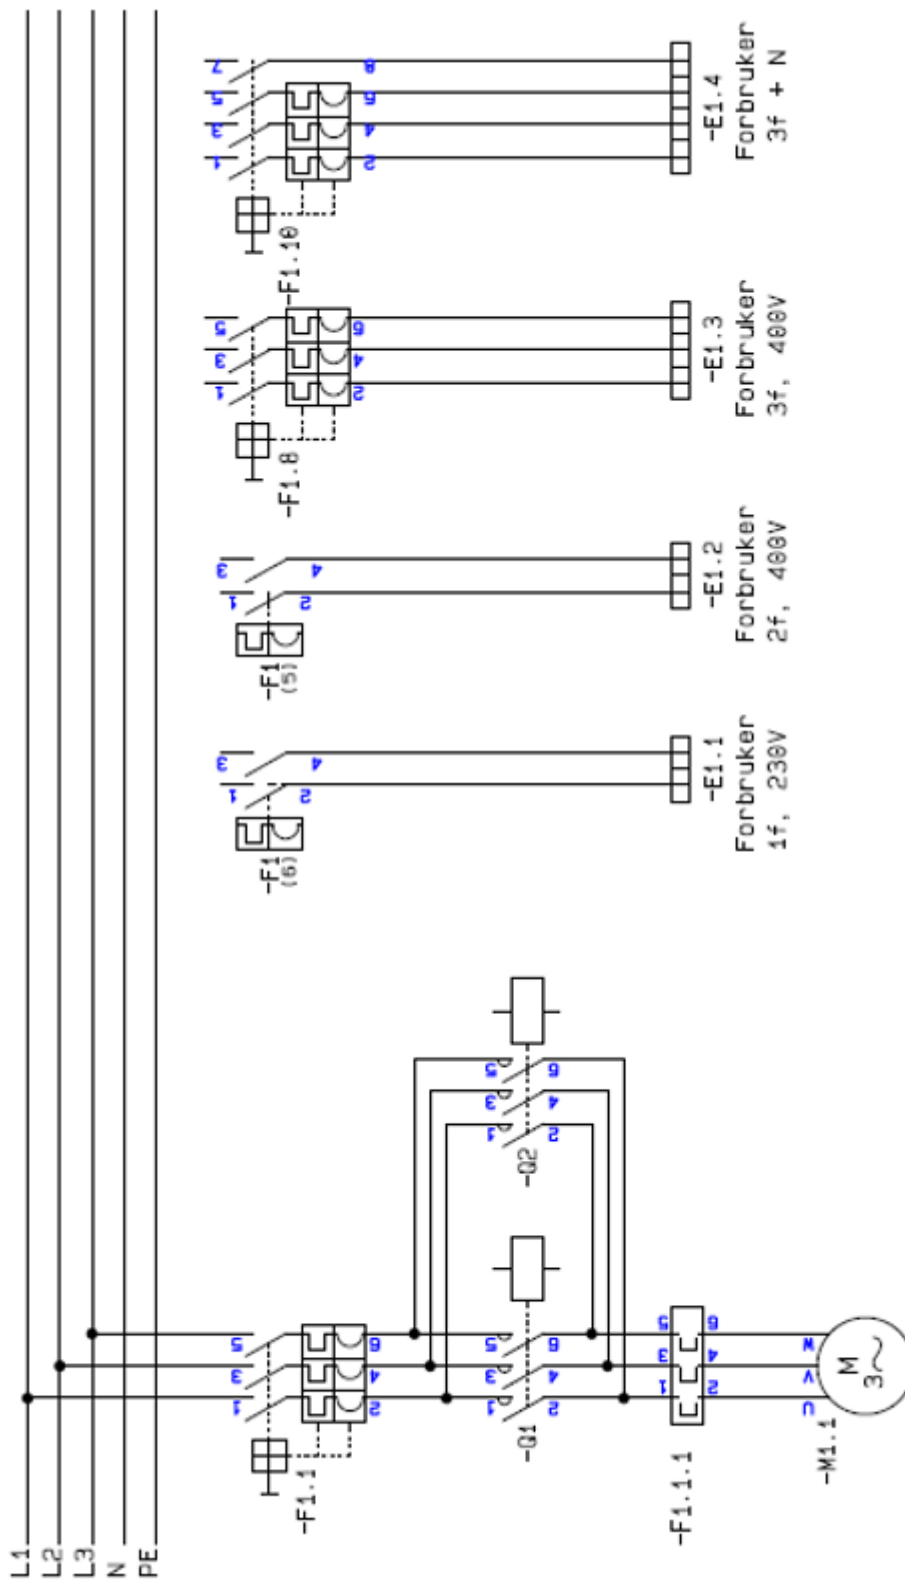 L1
L2
L3
N
PE
1
3
5
-F1.1
2
4
6
1
3
5
-Q1
2
4
6
1
3
5
-Q2
2
4
6
1
3
5
-F1.1.1
2
4
6
U
V
W
M
3~
-M1.1
1
3
-F1
(6)
2
4
-E1.1
Forbruker
1f, 230V
1
3
-F1
(5)
2
4
-E1.2
Forbruker
2f, 400V
1
3
5
-F1.8
2
4
6
-E1.3
Forbruker
3f, 400V
1
3
5
7
-F1.10
2
4
6
8
-E1.4
Forbruker
3f + N